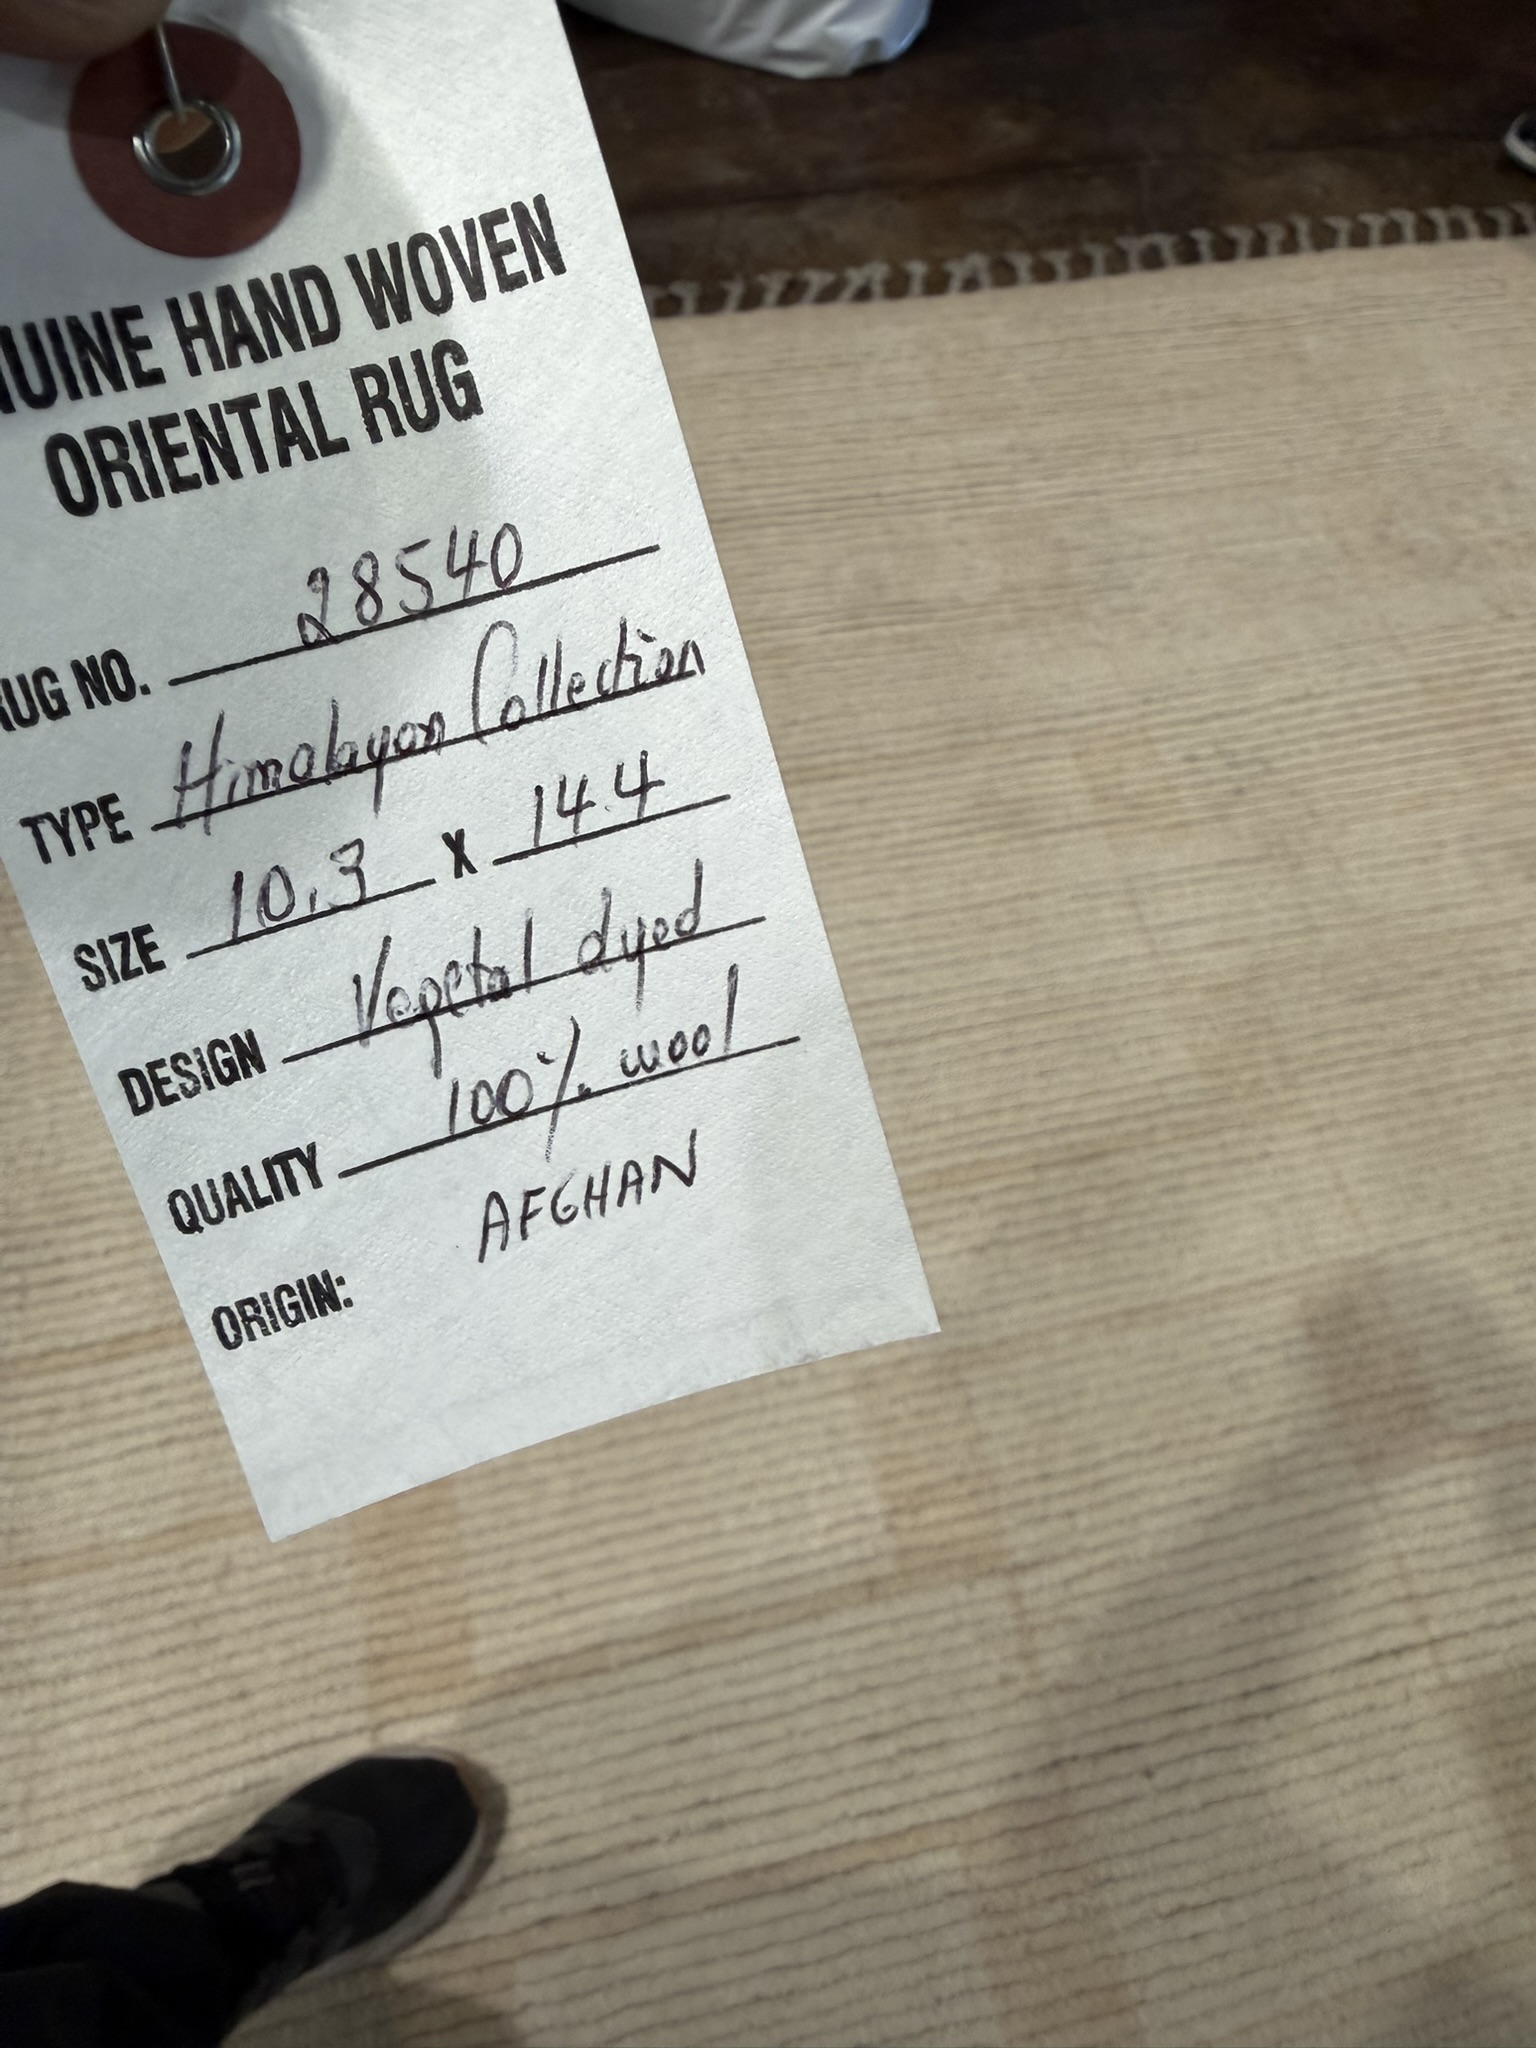 NUINE HAND WOVEN
ORIENTAL RUG
RUG NO. 28540
TYPE Himalayan Collection
SIZE 10.3 X 14.4
DESIGN Vegetal dyed
QUALITY 100% wool
ORIGIN: AFGHAN